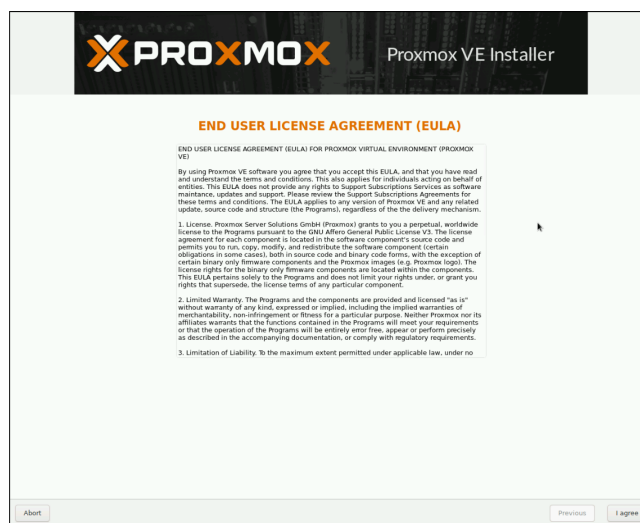 PROXMOX
Proxmox VE Installer
END USER LICENSE AGREEMENT (EULA)
END USER LICENSE AGREEMENT (EULA) FOR PROXMOX VIRTUAL ENVIRONMENT (PROXMOX
VE)
By using Proxmox VE software you agree that you accept this EULA, and that you have read
and understand the terms and conditions. This also applies for individuals acting on behalf of
entities. This EULA does not provide any rights to Support Subscriptions Services as software
maintance, updates and support. Please review the Support Subscriptions Agreements for
these terms and conditions. The EULA applies to any version of Proxmox VE and any related
update, source code and structure (the Programs), regardless of the the delivery mechanism.
1. License. Proxmox Server Solutions GmbH (Proxmox) grants to you a perpetual, worldwide
license to the Programs pursuant to the GNU Affero General Public License V3. The license
agreement for each component is located in the software component's source code and
permits you to run, copy, modify, and redistribute the software component (certain
obligations in some cases), both in source code and binary code forms, with the exception of
certain binary only firmware components and the Proxmox images (e.g. Proxmox logo). The
license rights for the binary only firmware components are located within the components.
This EULA pertains solely to the Programs and does not limit your rights under, or grant you
rights that supersede, the license terms of any particular component.
2. Limited Warranty. The Programs and the components are provided and licensed "as is"
without warranty of any kind, expressed or implied, including the implied warranties of
merchantability, non-infringement or fitness for a particular purpose. Neither Proxmox nor its
affiliates warrants that the functions contained in the Programs will meet your requirements
or that the operation of the Programs will be entirely error free, appear or perform precisely
as described in the accompanying documentation, or comply with regulatory requirements.
3. Limitation of Liability. To the maximum extent permitted under applicable law, under no
Abort
Previous
I agree